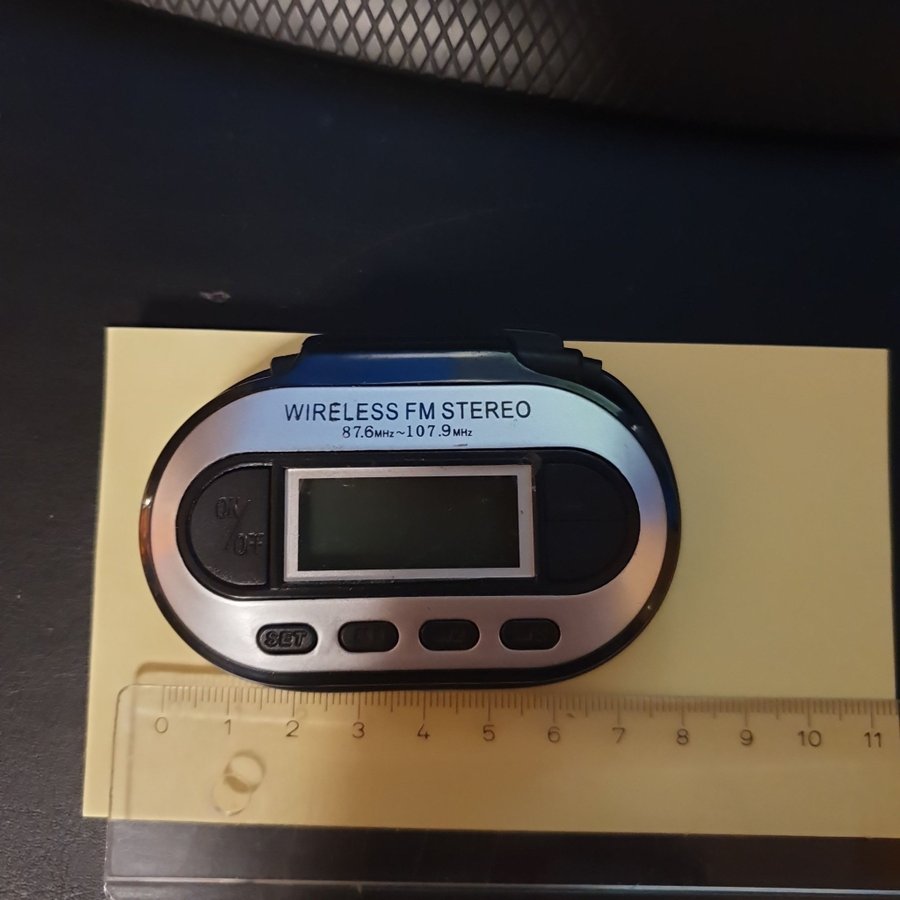 WIRELESS FM STEREO
87.6MHz~107.9MHz
ON/OFF
SET
0 1 2 3 4 5 6 7 8 9 10 11